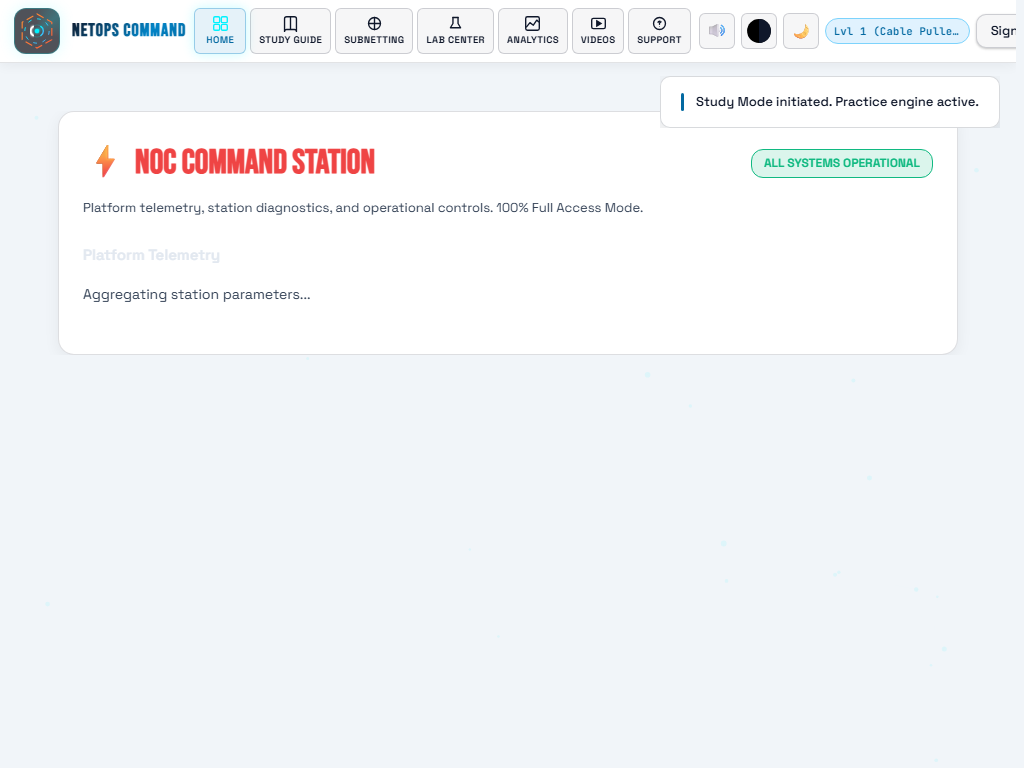 NETOPS COMMAND
HOME
STUDY GUIDE
SUBNETTING
LAB CENTER
ANALYTICS
VIDEOS
SUPPORT
Lvl 1 (Cable Pulle…
Sign
Study Mode initiated. Practice engine active.
NOC COMMAND STATION
ALL SYSTEMS OPERATIONAL
Platform telemetry, station diagnostics, and operational controls. 100% Full Access Mode.
Platform Telemetry
Aggregating station parameters...